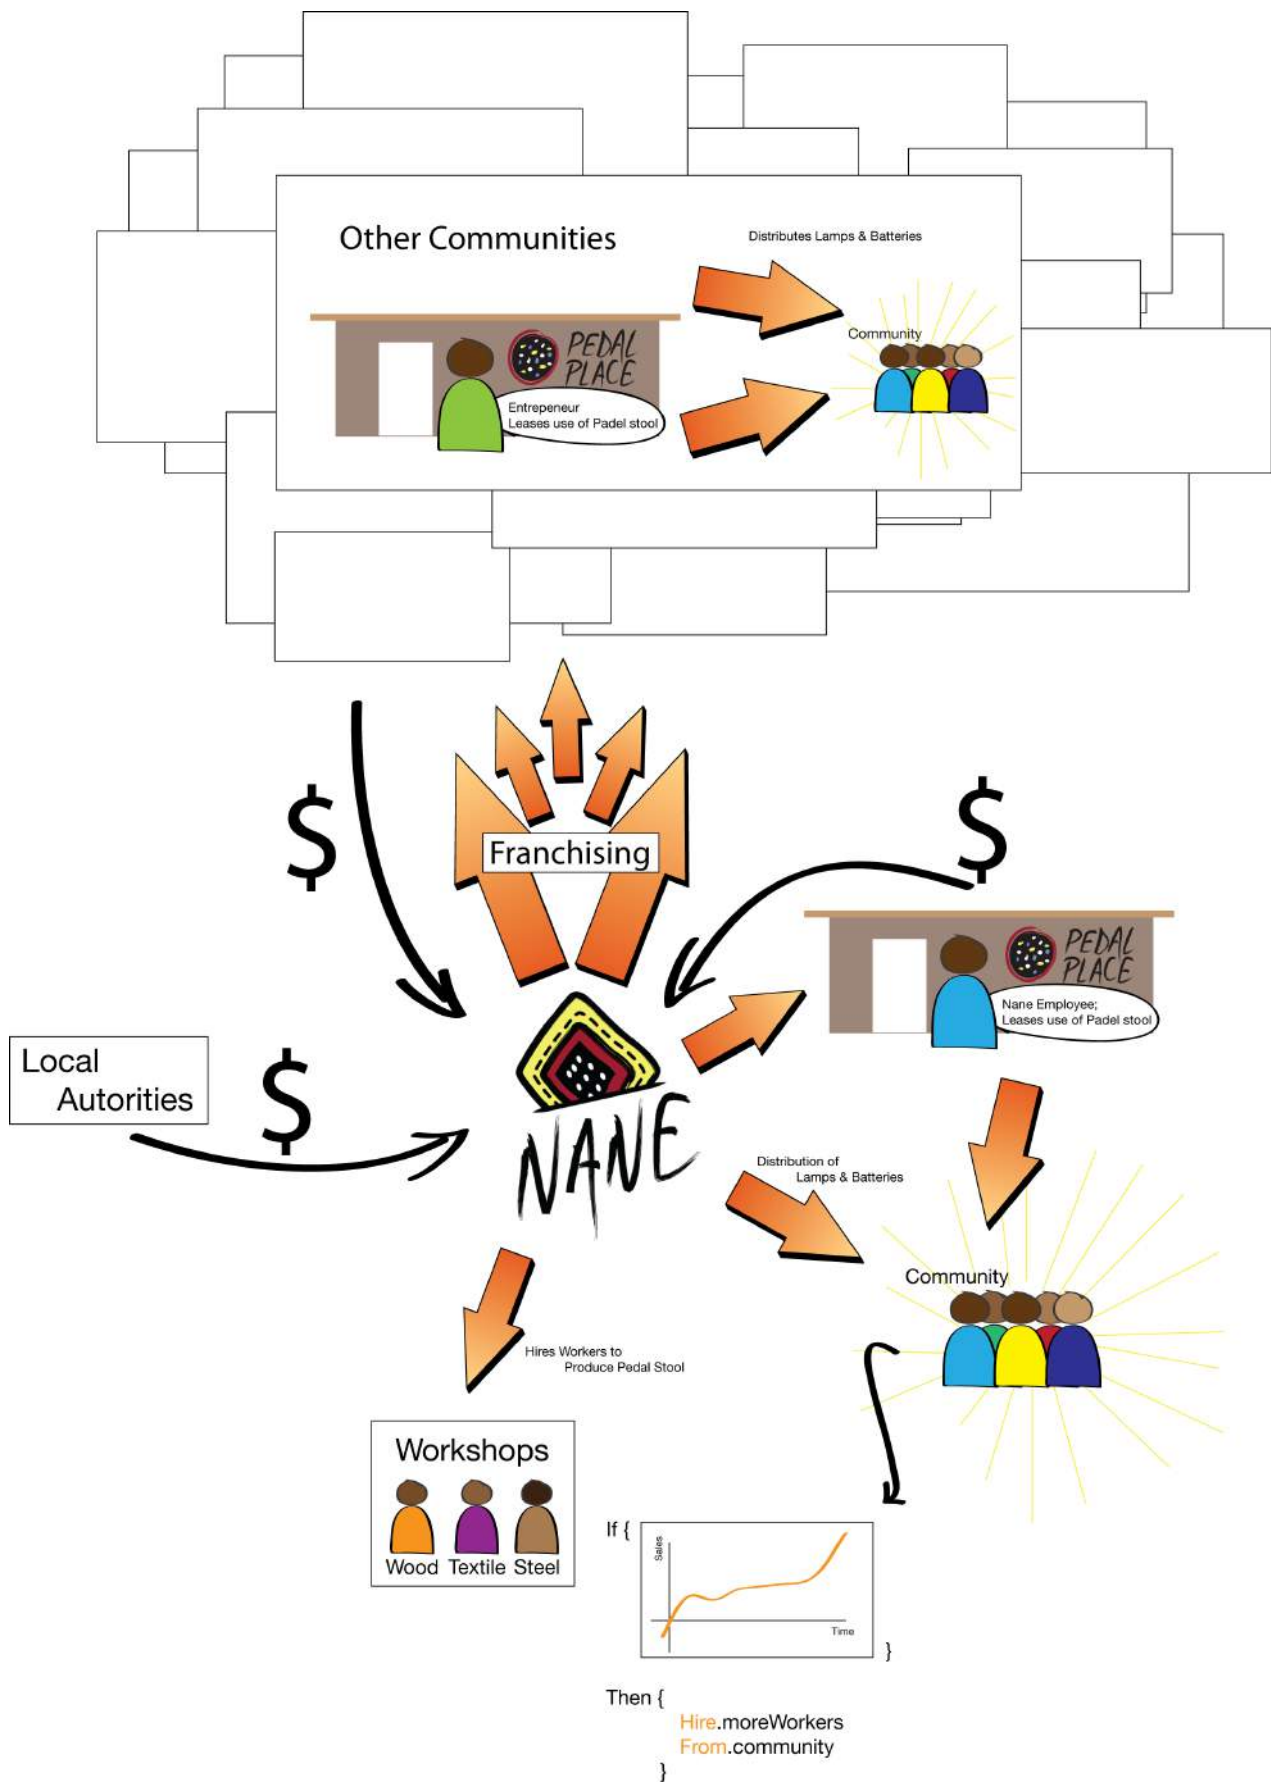 Other Communities
Distributes Lamps & Batteries
Community
PEDAL
PLACE
Entrepeneur
Leases use of Padel stool
$
Franchising
$
PEDAL
PLACE
Nane Employee;
Leases use of Padel stool
Local
Autorities
$
NANE
Distribution of
Lamps & Batteries
Community
Hires Workers to
Produce Pedal Stool
Workshops
Wood Textile Steel
If {
Sales
Time
}
Then {
Hire.moreWorkers
From.community
}